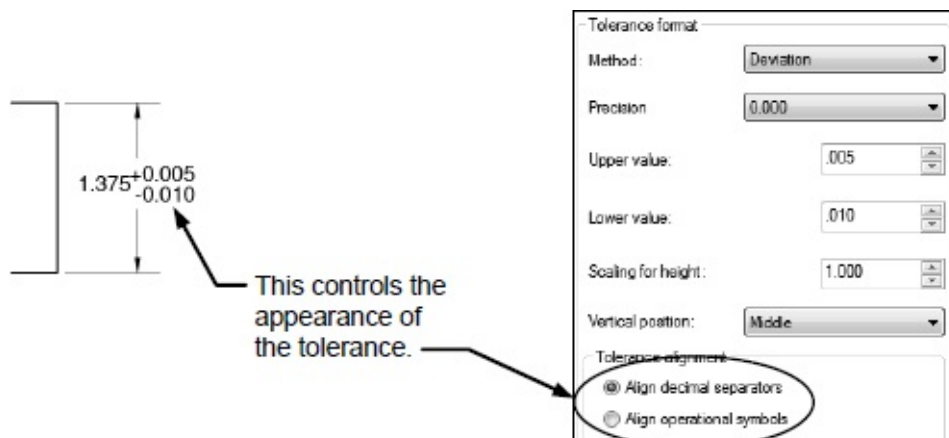 1.375
+0.005
-0.010
This controls the
appearance of
the tolerance.
Tolerance format
Method:
Deviation
Precision
0.000
Upper value:
.005
Lower value:
.010
Scaling for height:
1.000
Vertical position:
Middle
Tolerance alignment
Align decimal separators
Align operational symbols